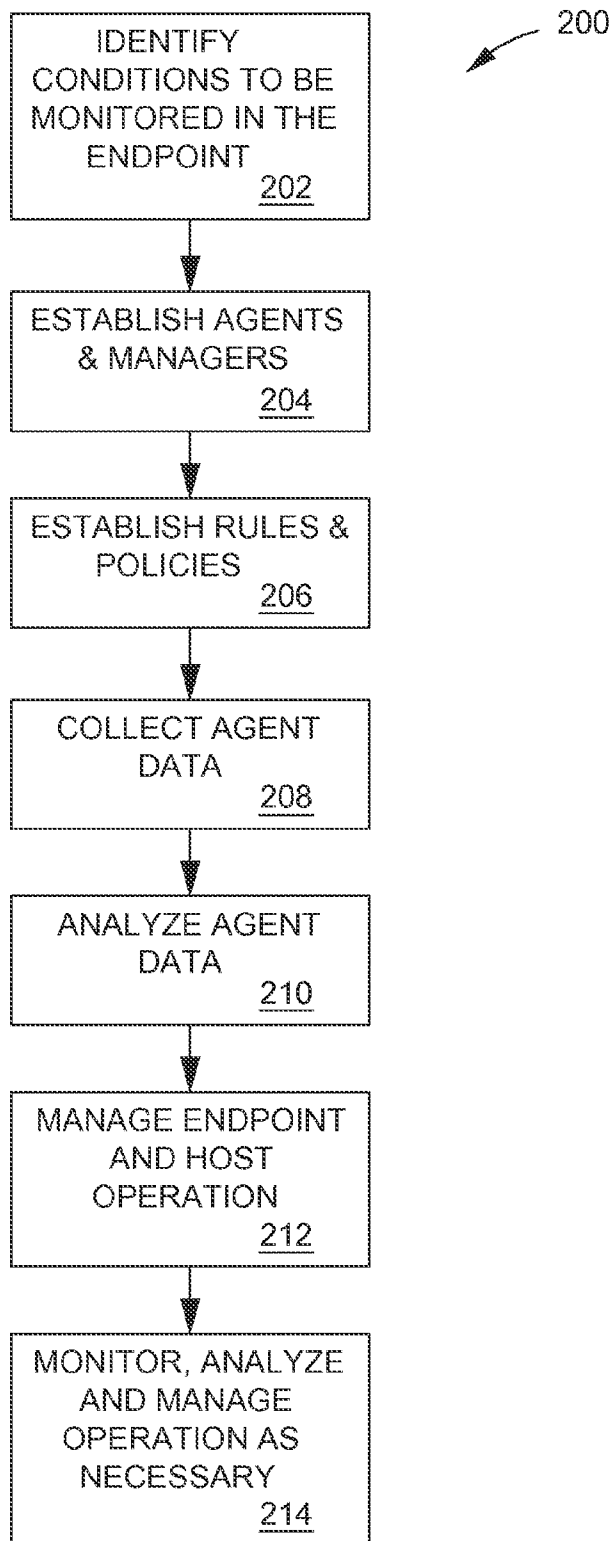 200
IDENTIFY
CONDITIONS TO BE
MONITORED IN THE
ENDPOINT
202
ESTABLISH AGENTS
& MANAGERS
204
ESTABLISH RULES &
POLICIES
206
COLLECT AGENT
DATA
208
ANALYZE AGENT
DATA
210
MANAGE ENDPOINT
AND HOST
OPERATION
212
MONITOR, ANALYZE
AND MANAGE
OPERATION AS
NECESSARY
214